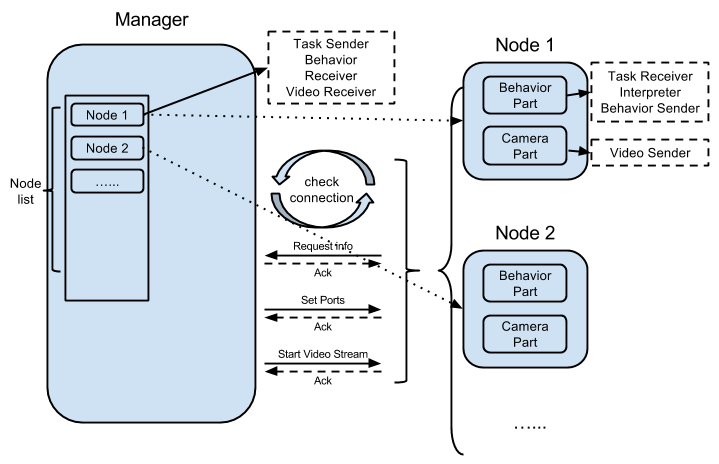 Manager
Task Sender
Behavior
Receiver
Video Receiver
Node 1
Node 2
......
Node
list
check
connection
Request info
Ack
Set Ports
Ack
Start Video Stream
Ack
Node 1
Behavior
Part
Camera
Part
Task Receiver
Interpreter
Behavior Sender
Video Sender
Node 2
Behavior
Part
Camera
Part
......